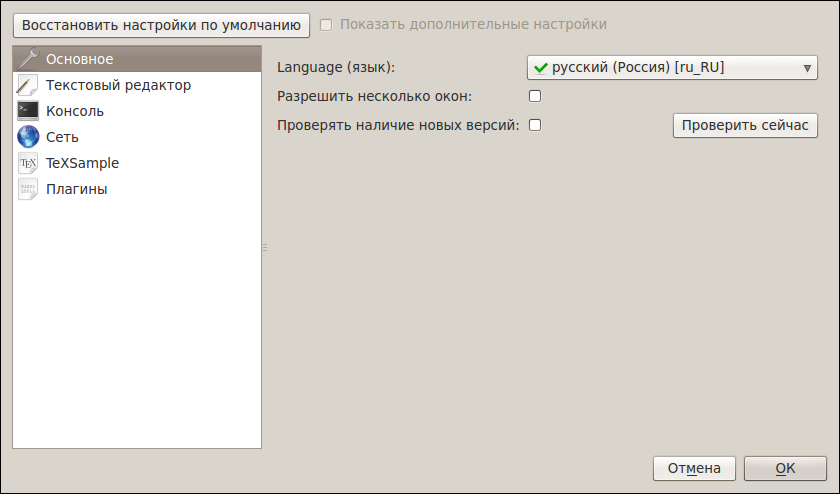 Восстановить настройки по умолчанию
Показать дополнительные настройки
Основное
Текстовый редактор
Консоль
Сеть
TeXSample
Плагины
Language (язык):
русский (Россия) [ru_RU]
Разрешить несколько окон:
Проверять наличие новых версий:
Проверить сейчас
Отмена
ОК